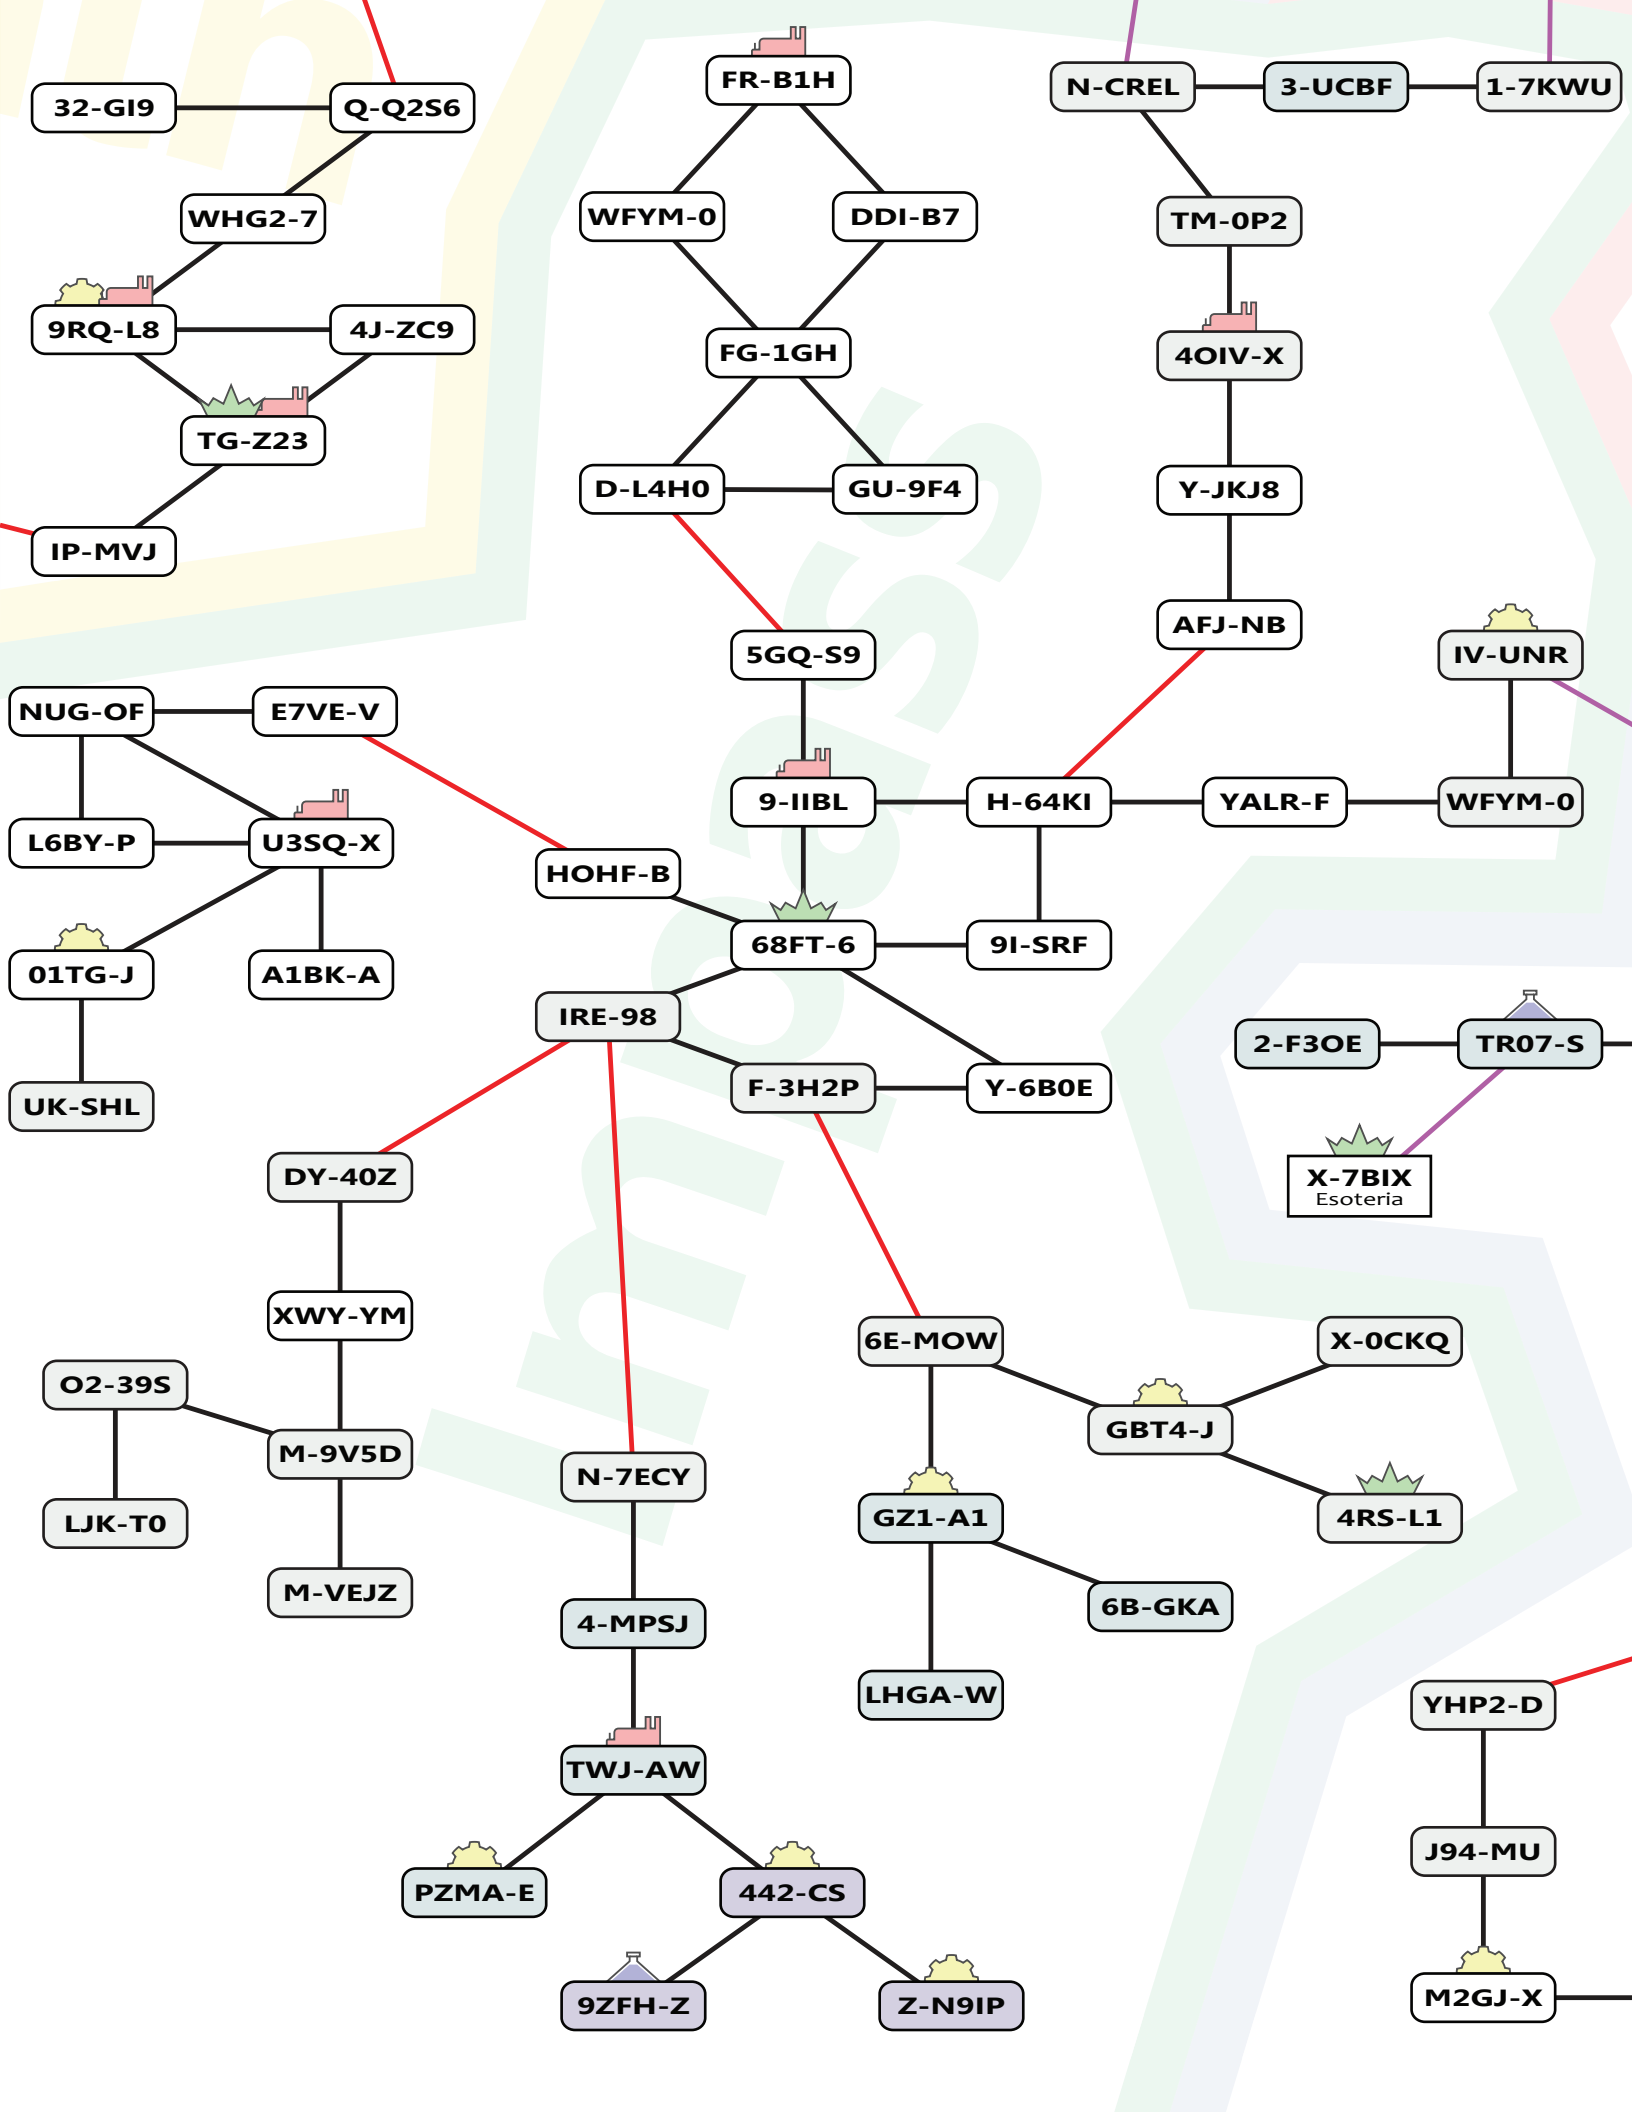 FR-B1H
N-CREL
3-UCBF
1-7KWU
32-GI9
Q-Q2S6
WHG2-7
WFYM-0
DDI-B7
TM-0P2
9RQ-L8
4J-ZC9
FG-1GH
4OIV-X
TG-Z23
D-L4H0
GU-9F4
Y-JKJ8
IP-MVJ
AFJ-NB
5GQ-S9
IV-UNR
NUG-OF
E7VE-V
9-IIBL
H-64KI
YALR-F
WFYM-0
L6BY-P
U3SQ-X
HOHF-B
68FT-6
9I-SRF
01TG-J
A1BK-A
IRE-98
2-F3OE
TR07-S
F-3H2P
Y-6B0E
UK-SHL
DY-40Z
X-7BIX
Esoteria
Impass
XWY-YM
6E-MOW
X-0CKQ
O2-39S
GBT4-J
M-9V5D
N-7ECY
LJK-T0
GZ1-A1
4RS-L1
M-VEJZ
6B-GKA
4-MPSJ
LHGA-W
YHP2-D
TWJ-AW
J94-MU
PZMA-E
442-CS
M2GJ-X
9ZFH-Z
Z-N9IP